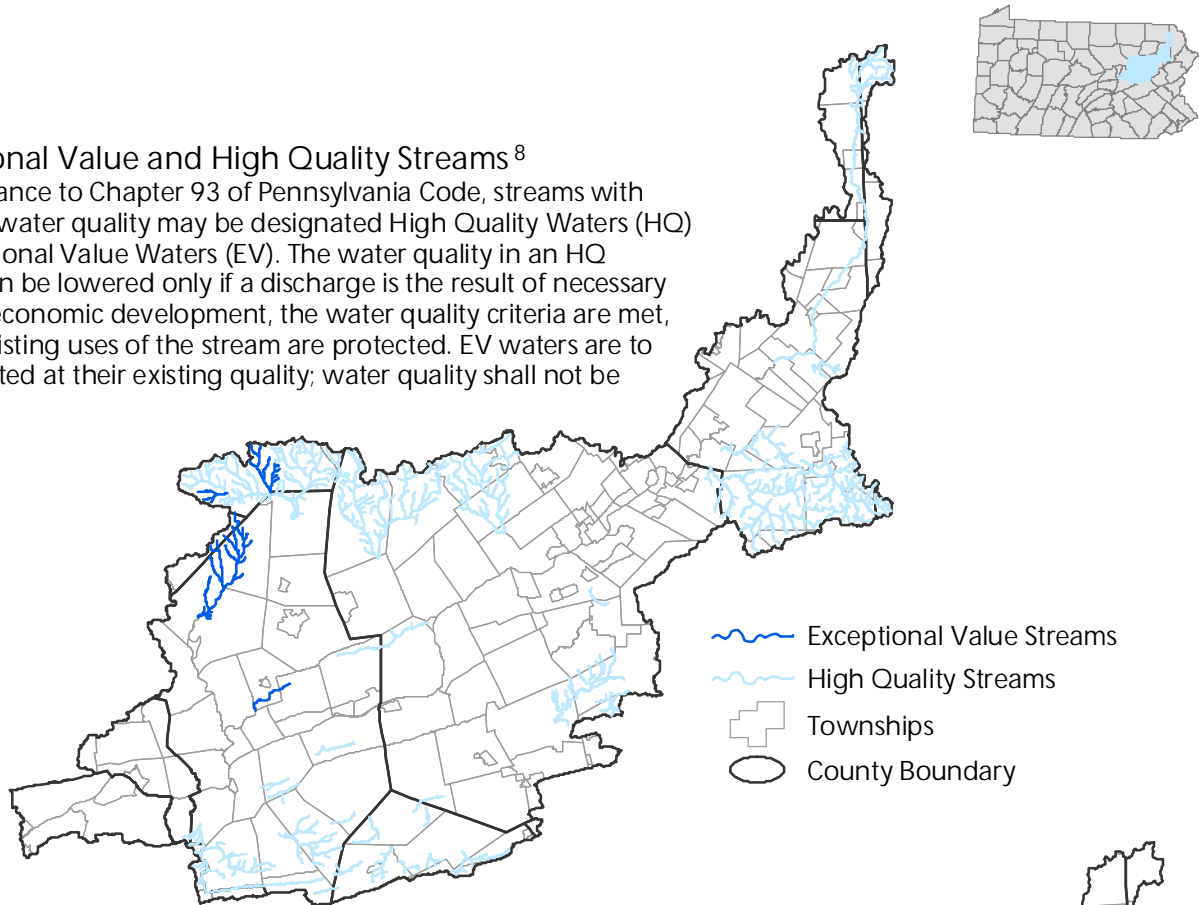 onal Value and High Quality Streams 8
ance to Chapter 93 of Pennsylvania Code, streams with
water quality may be designated High Quality Waters (HQ)
onal Value Waters (EV). The water quality in an HQ
n be lowered only if a discharge is the result of necessary
economic development, the water quality criteria are met,
isting uses of the stream are protected. EV waters are to
ted at their existing quality; water quality shall not be
Exceptional Value Streams
High Quality Streams
Townships
County Boundary